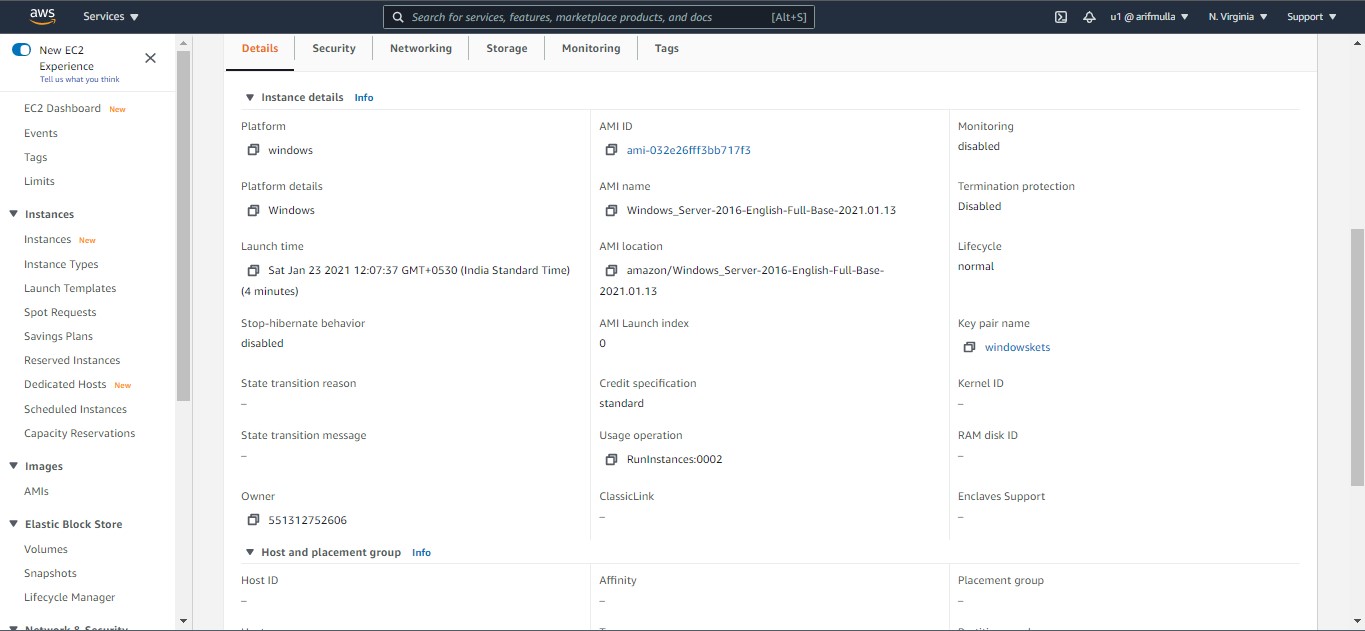 aws
Services
Search for services, features, marketplace products, and docs
[Alt+S]
u1 @ arifmulla
N. Virginia
Support
New EC2
Experience
Tell us what you think
EC2 Dashboard New
Events
Tags
Limits
Instances
Instances New
Instance Types
Launch Templates
Spot Requests
Savings Plans
Reserved Instances
Dedicated Hosts New
Scheduled Instances
Capacity Reservations
Images
AMIs
Elastic Block Store
Volumes
Snapshots
Lifecycle Manager
Network & Security
Details
Security
Networking
Storage
Monitoring
Tags
Instance details Info
Platform
windows
AMI ID
ami-032e26fff3bb717f3
Monitoring
disabled
Platform details
Windows
AMI name
Windows_Server-2016-English-Full-Base-2021.01.13
Termination protection
Disabled
Launch time
Sat Jan 23 2021 12:07:37 GMT+0530 (India Standard Time)
(4 minutes)
AMI location
amazon/Windows_Server-2016-English-Full-Base-
2021.01.13
Lifecycle
normal
Stop-hibernate behavior
disabled
AMI Launch index
0
Key pair name
windowskets
State transition reason
–
Credit specification
standard
Kernel ID
–
State transition message
–
Usage operation
RunInstances:0002
RAM disk ID
–
Owner
551312752606
ClassicLink
–
Enclaves Support
–
Host and placement group Info
Host ID
–
Affinity
–
Placement group
–